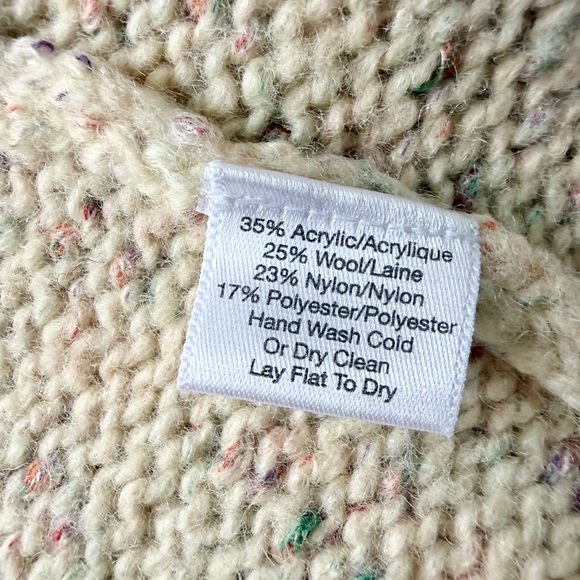 35% Acrylic/Acrylique
25% Wool/Laine
23% Nylon/Nylon
17% Polyester/Polyester
Hand Wash Cold
Or Dry Clean
Lay Flat To Dry